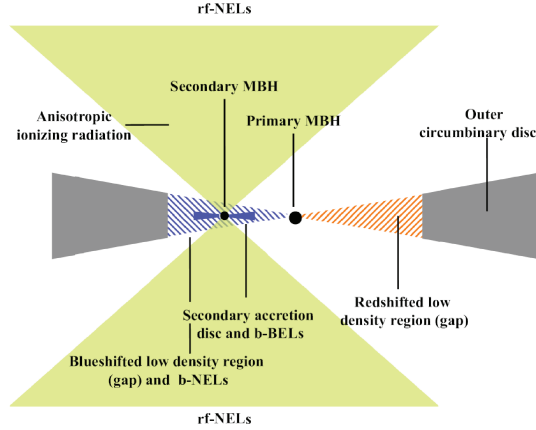 rf-NELs
Secondary MBH
Anisotropic
ionizing radiation
Primary MBH
Outer
circumbinary disc
Secondary accretion
disc and b-BELs
Redshifted low
density region (gap)
Blueshifted low density region
(gap) and b-NELs
rf-NELs